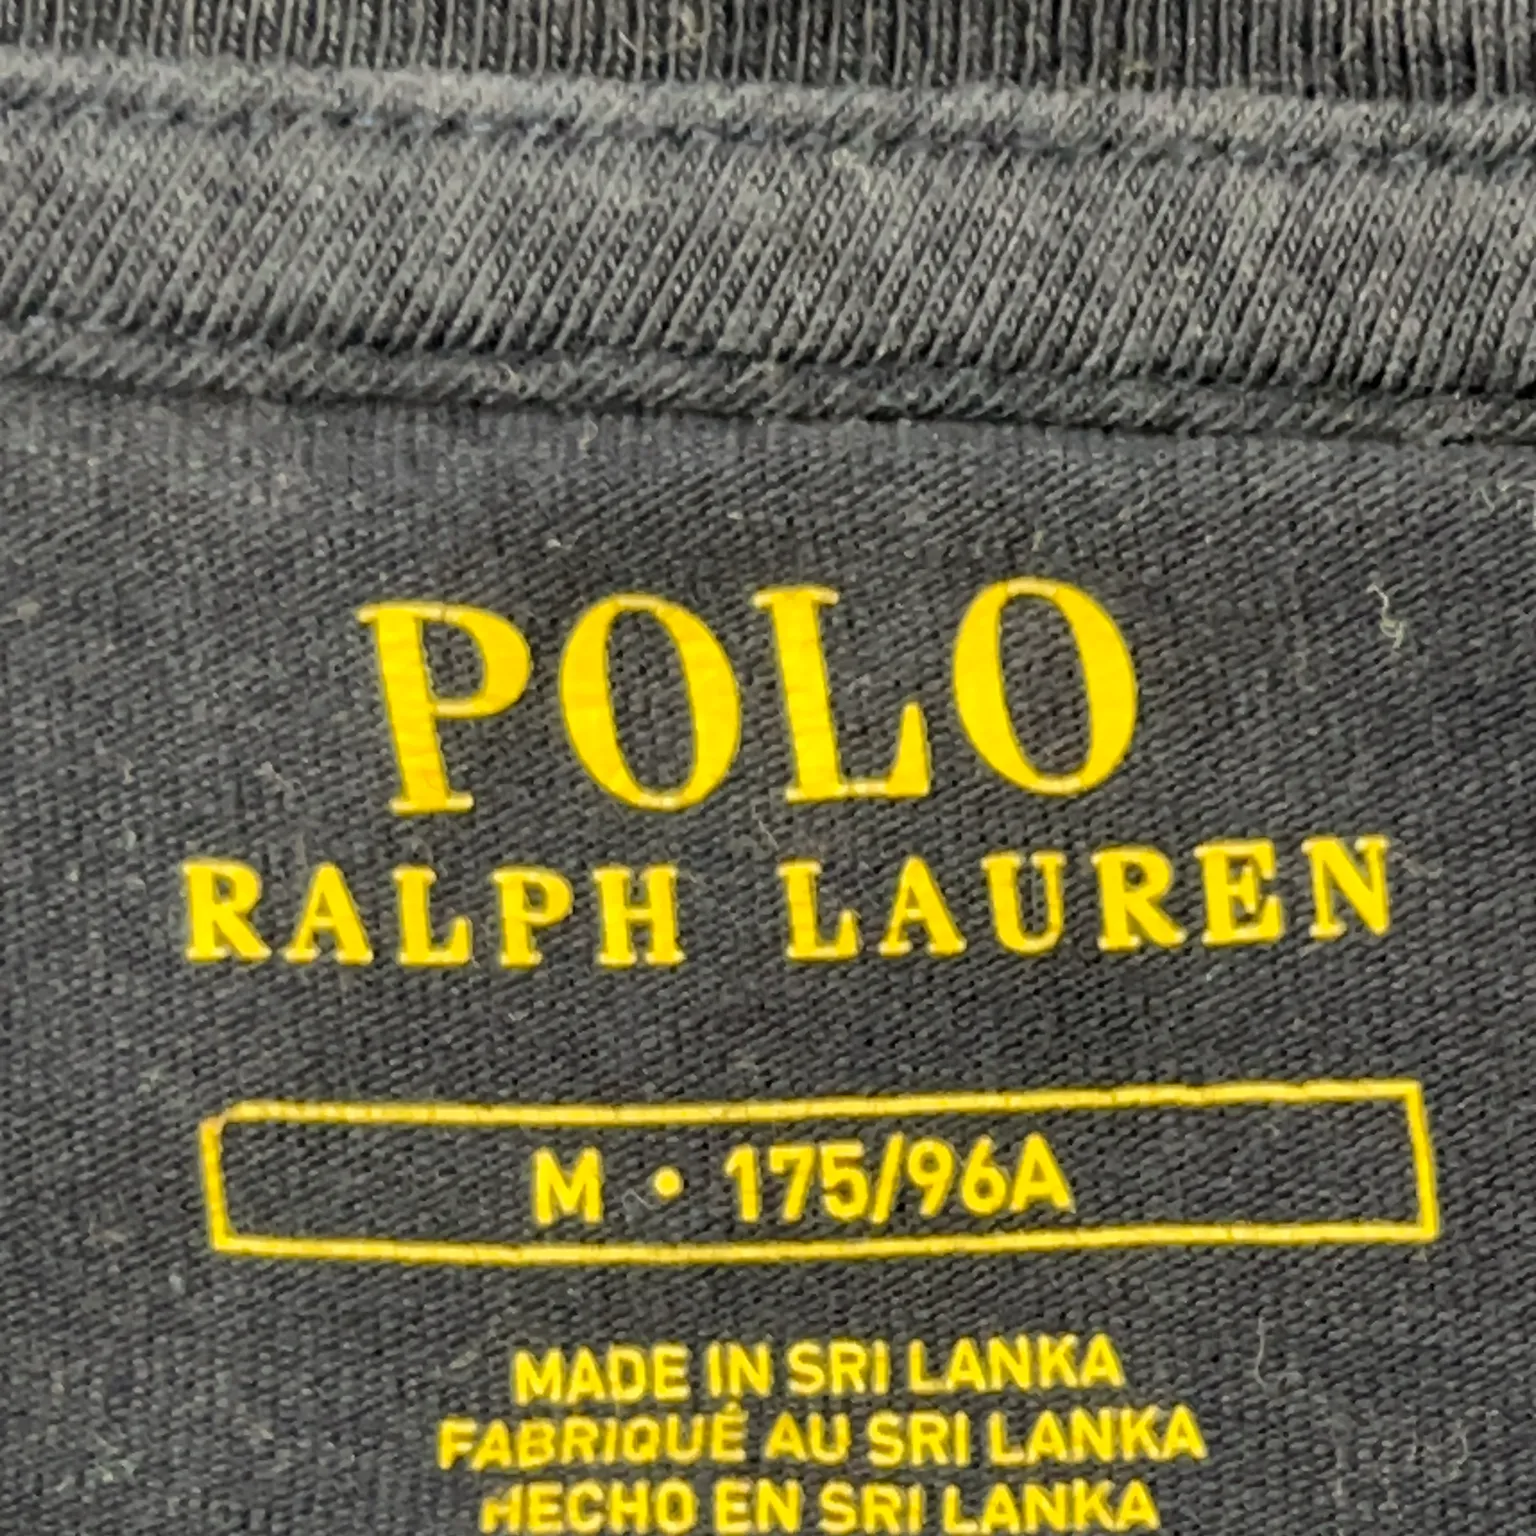 POLO
RALPH LAUREN
M • 175/96A
MADE IN SRI LANKA
FABRIQUÉ AU SRI LANKA
HECHO EN SRI LANKA